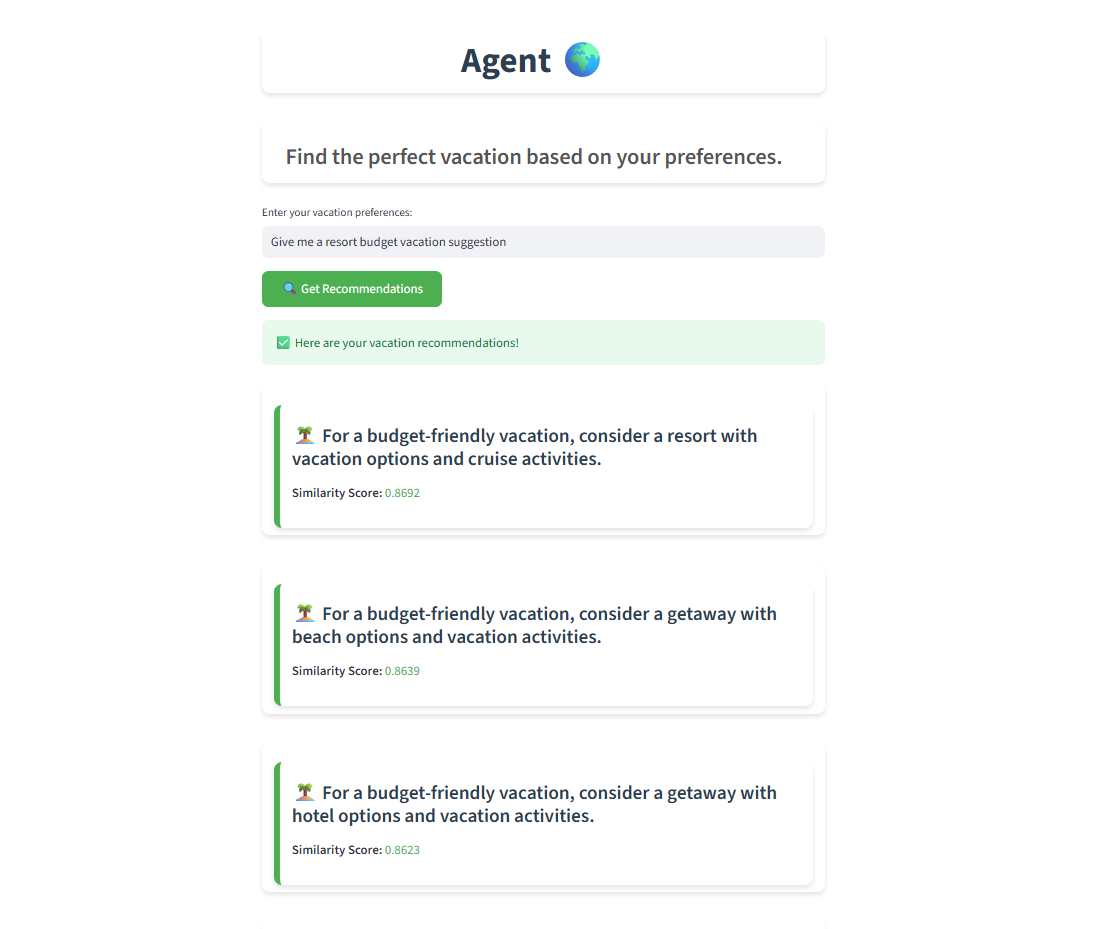 Agent 🌍
Find the perfect vacation based on your preferences.
Enter your vacation preferences:
Give me a resort budget vacation suggestion
🔍 Get Recommendations
✅ Here are your vacation recommendations!
🏝️ For a budget-friendly vacation, consider a resort with
vacation options and cruise activities.
Similarity Score: 0.8692
🏝️ For a budget-friendly vacation, consider a getaway with
beach options and vacation activities.
Similarity Score: 0.8639
🏝️ For a budget-friendly vacation, consider a getaway with
hotel options and vacation activities.
Similarity Score: 0.8623